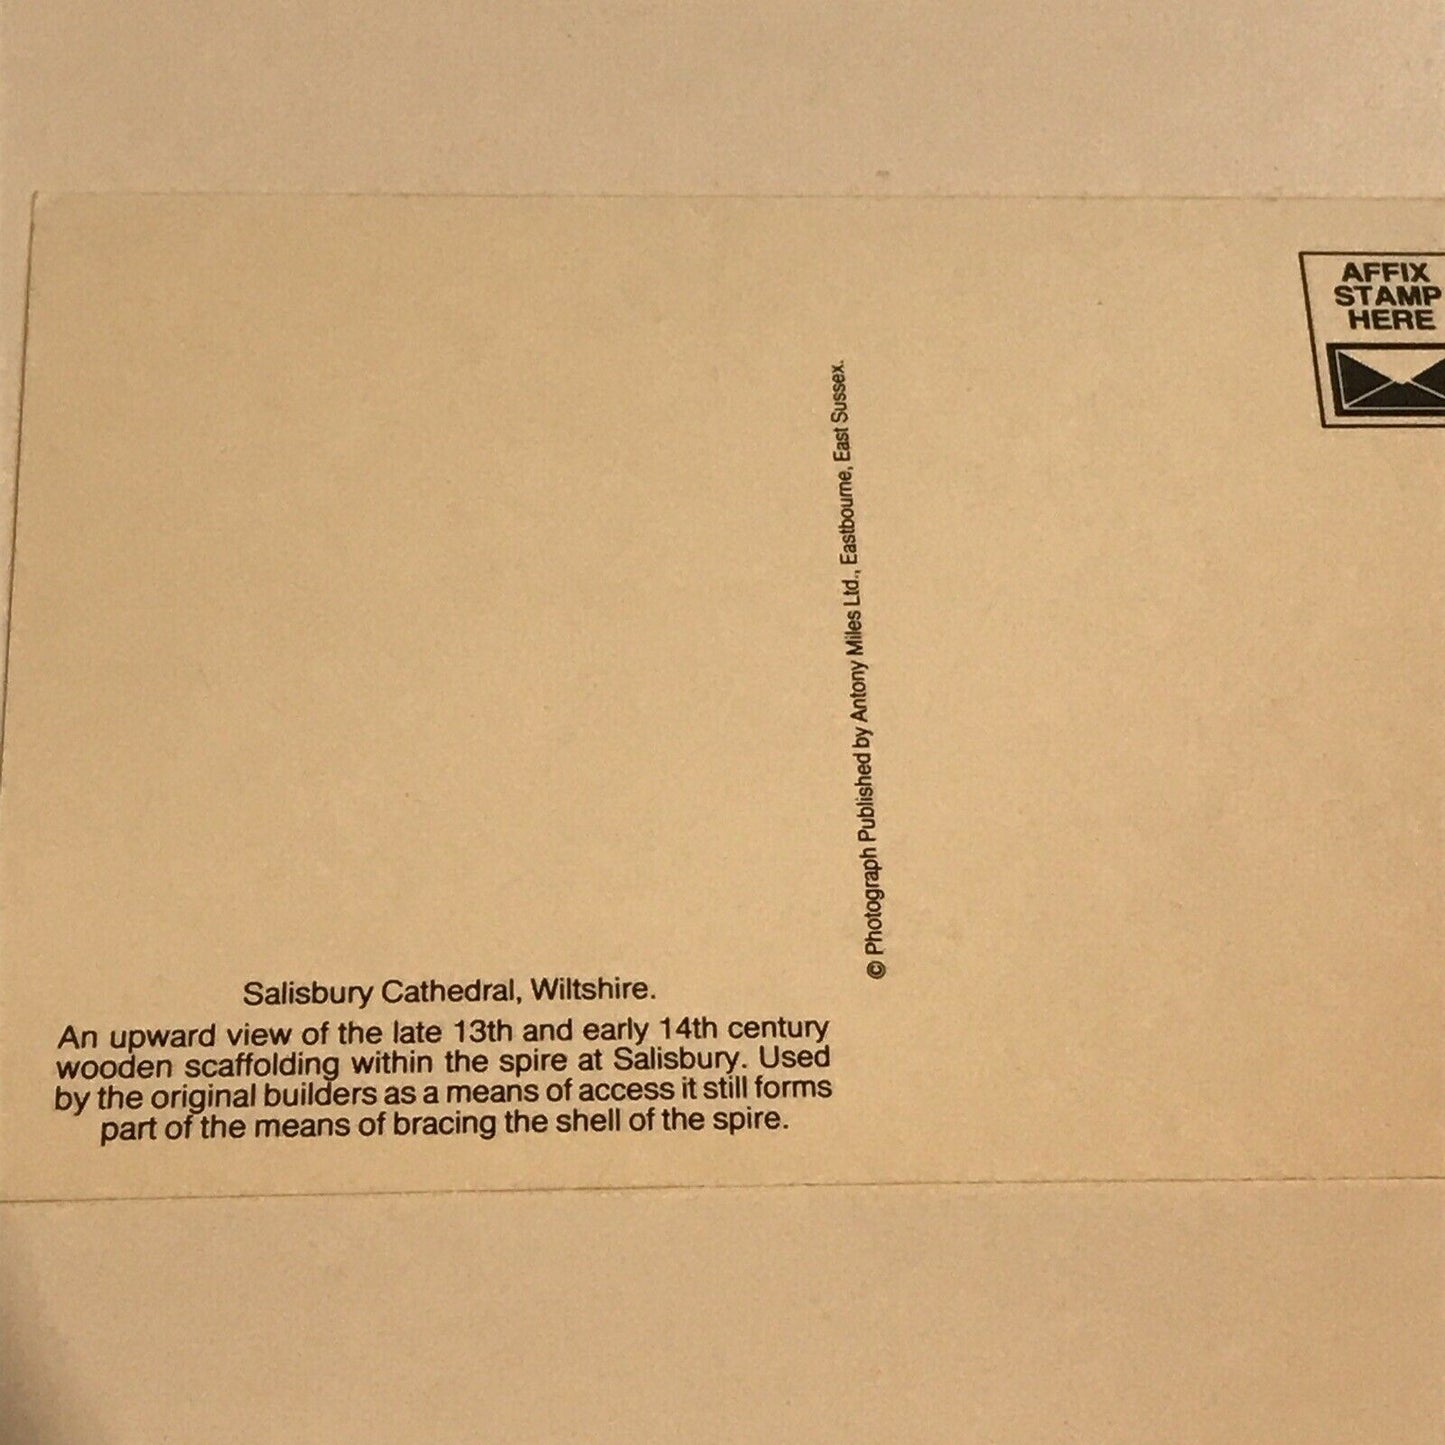 AFFIX
STAMP
HERE
© Photograph Published by Antony Miles Ltd., Eastbourne, East Sussex.
Salisbury Cathedral, Wiltshire.
An upward view of the late 13th and early 14th century
wooden scaffolding within the spire at Salisbury. Used
by the original builders as a means of access it still forms
part of the means of bracing the shell of the spire.